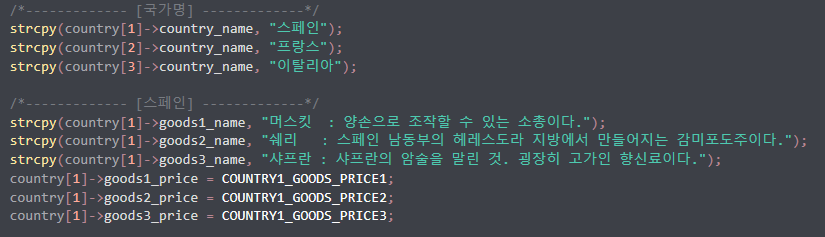 /*------------- [국가명] -------------*/
strcpy(country[1]->country_name, "스페인");
strcpy(country[2]->country_name, "프랑스");
strcpy(country[3]->country_name, "이탈리아");
/*------------- [스페인] -------------*/
strcpy(country[1]->goods1_name, "머스킷  : 양손으로 조작할 수 있는 소총이다.");
strcpy(country[1]->goods2_name, "쉐리   : 스페인 남동부의 헤레스도라 지방에서 만들어지는 감미포도주이다.");
strcpy(country[1]->goods3_name, "샤프란 : 샤프란의 암술을 말린 것. 굉장히 고가인 향신료이다.");
country[1]->goods1_price = COUNTRY1_GOODS_PRICE1;
country[1]->goods2_price = COUNTRY1_GOODS_PRICE2;
country[1]->goods3_price = COUNTRY1_GOODS_PRICE3;